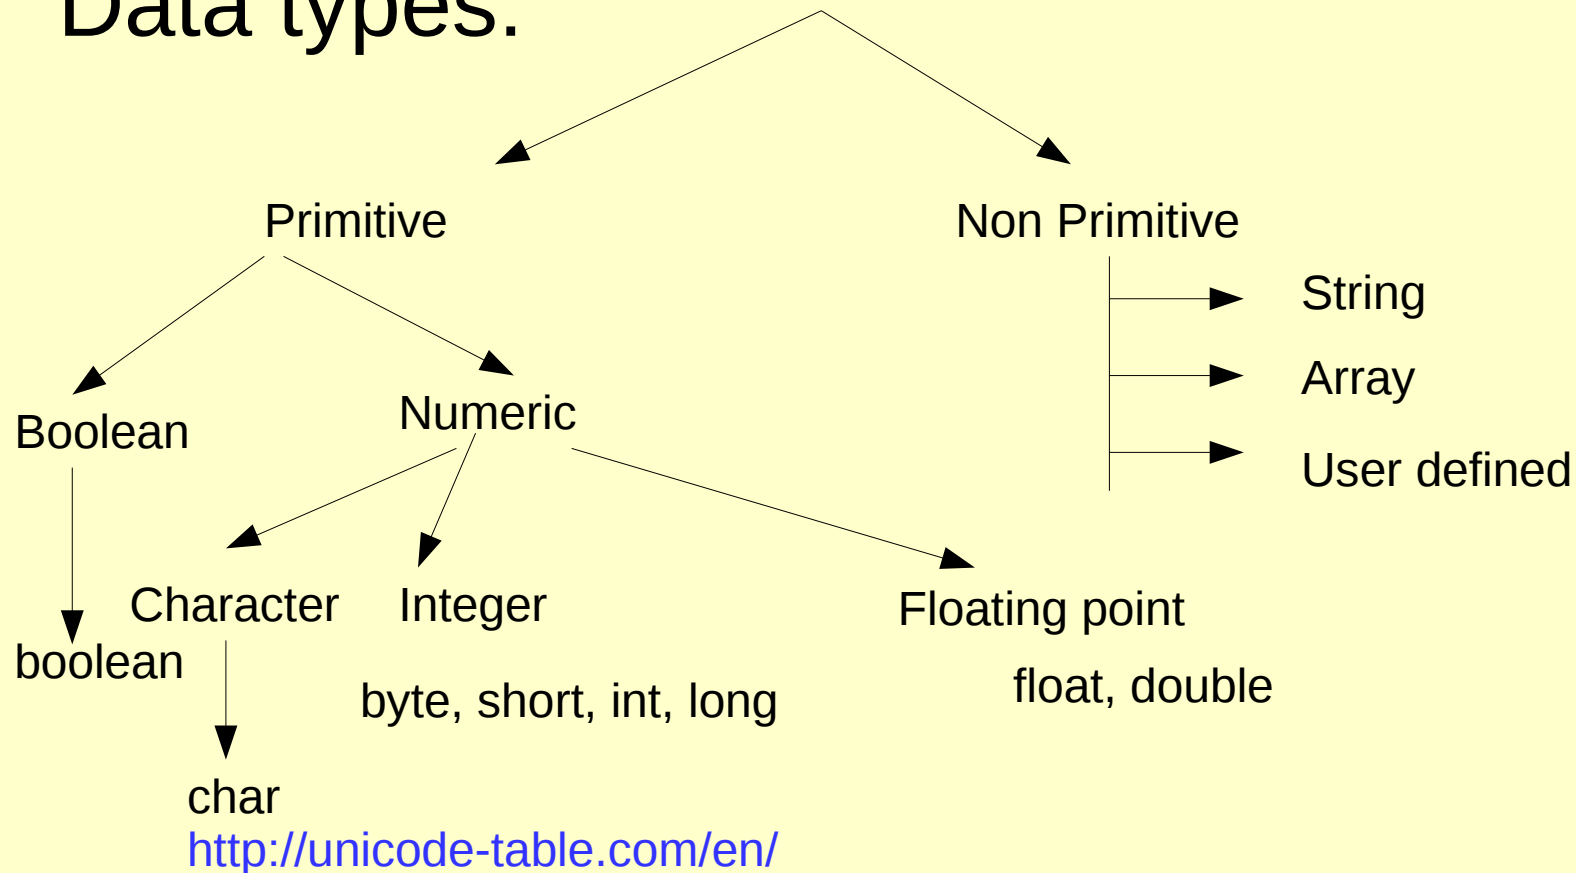 Data types.
Primitive
Non Primitive
String
Array
User defined
Boolean
Numeric
boolean
Character
Integer
Floating point
byte, short, int, long
float, double
char
http://unicode-table.com/en/